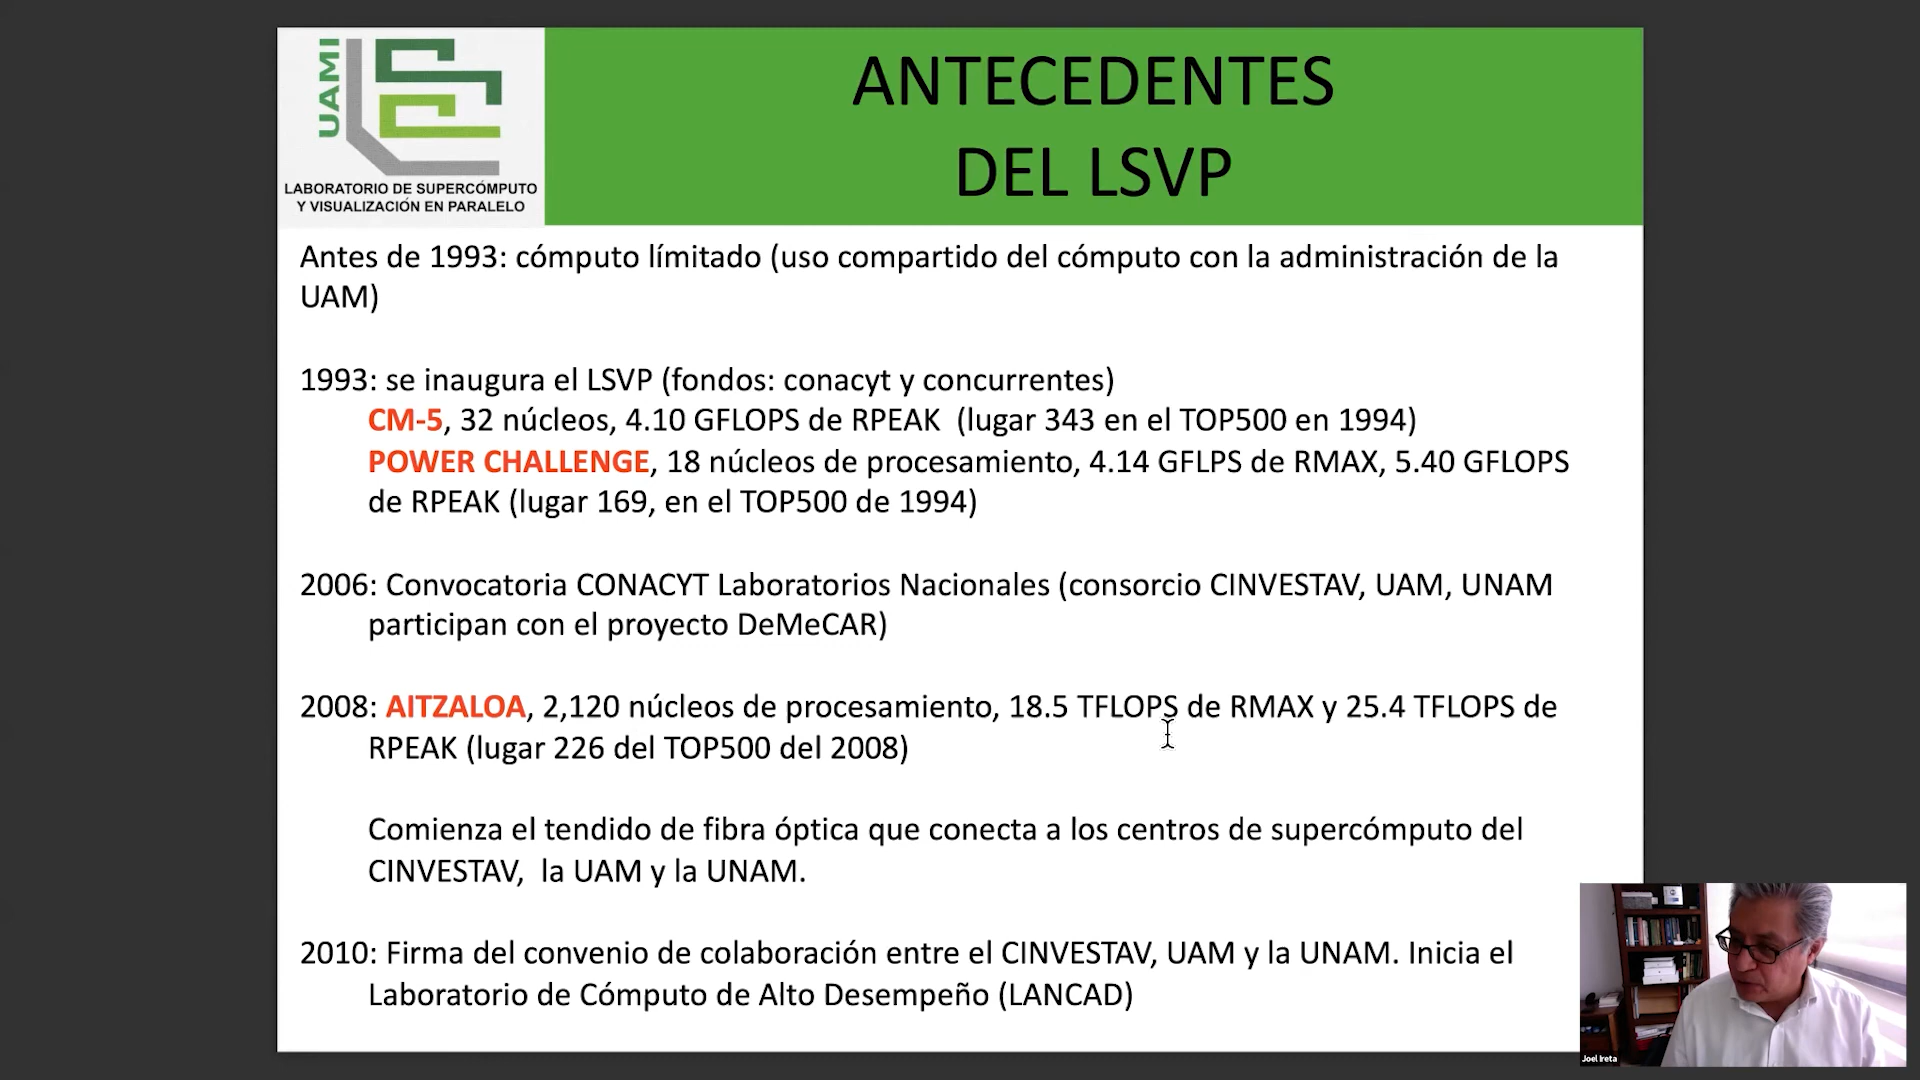 UAMI
LABORATORIO DE SUPERCÓMPUTO
Y VISUALIZACIÓN EN PARALELO
ANTECEDENTES
DEL LSVP
Antes de 1993: cómputo límitado (uso compartido del cómputo con la administración de la
UAM)
1993: se inaugura el LSVP (fondos: conacyt y concurrentes)
CM-5, 32 núcleos, 4.10 GFLOPS de RPEAK (lugar 343 en el TOP500 en 1994)
POWER CHALLENGE, 18 núcleos de procesamiento, 4.14 GFLPS de RMAX, 5.40 GFLOPS
de RPEAK (lugar 169, en el TOP500 de 1994)
2006: Convocatoria CONACYT Laboratorios Nacionales (consorcio CINVESTAV, UAM, UNAM
participan con el proyecto DeMeCAR)
2008: AITZALOA, 2,120 núcleos de procesamiento, 18.5 TFLOPS de RMAX y 25.4 TFLOPS de
RPEAK (lugar 226 del TOP500 del 2008)
Comienza el tendido de fibra óptica que conecta a los centros de supercómputo del
CINVESTAV, la UAM y la UNAM.
2010: Firma del convenio de colaboración entre el CINVESTAV, UAM y la UNAM. Inicia el
Laboratorio de Cómputo de Alto Desempeño (LANCAD)
Joel Ireta